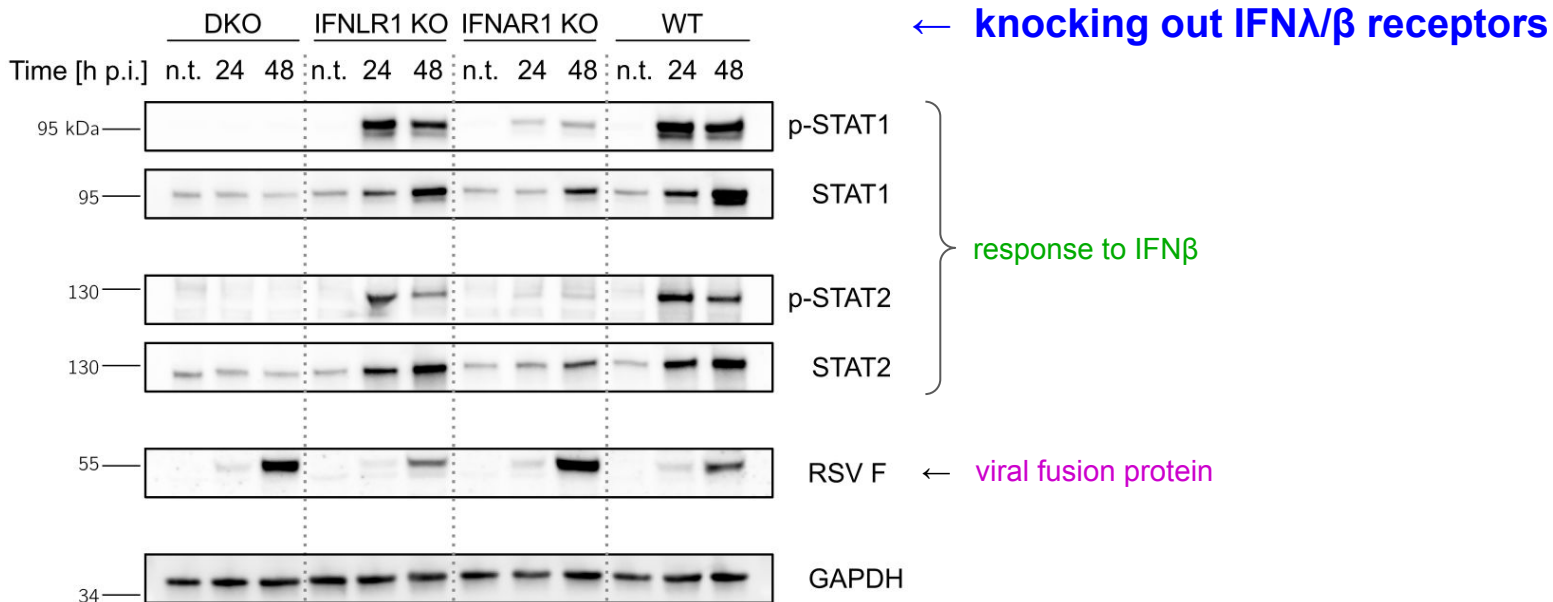 DKO IFNLR1 KO IFNAR1 KO WT ← knocking out IFNλ/β receptors
Time [h p.i.] n.t. 24 48 n.t. 24 48 n.t. 24 48 n.t. 24 48
95 kDa p-STAT1
95 STAT1
response to IFNβ
130 p-STAT2
130 STAT2
55 RSV F ← viral fusion protein
GAPDH
34